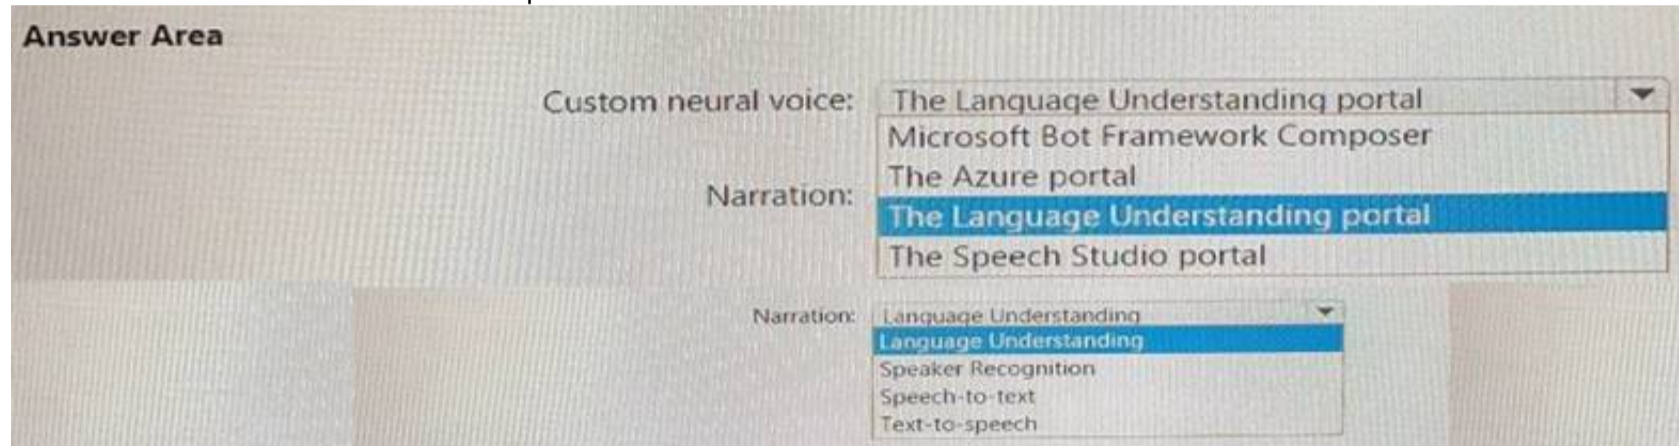 Answer Area
Custom neural voice: The Language Understanding portal
Microsoft Bot Framework Composer
The Azure portal
Narration:
The Language Understanding portal
The Speech Studio portal
Narration: Language Understanding
Language Understanding
Speaker Recognition
Speech-to-text
Text-to-speech